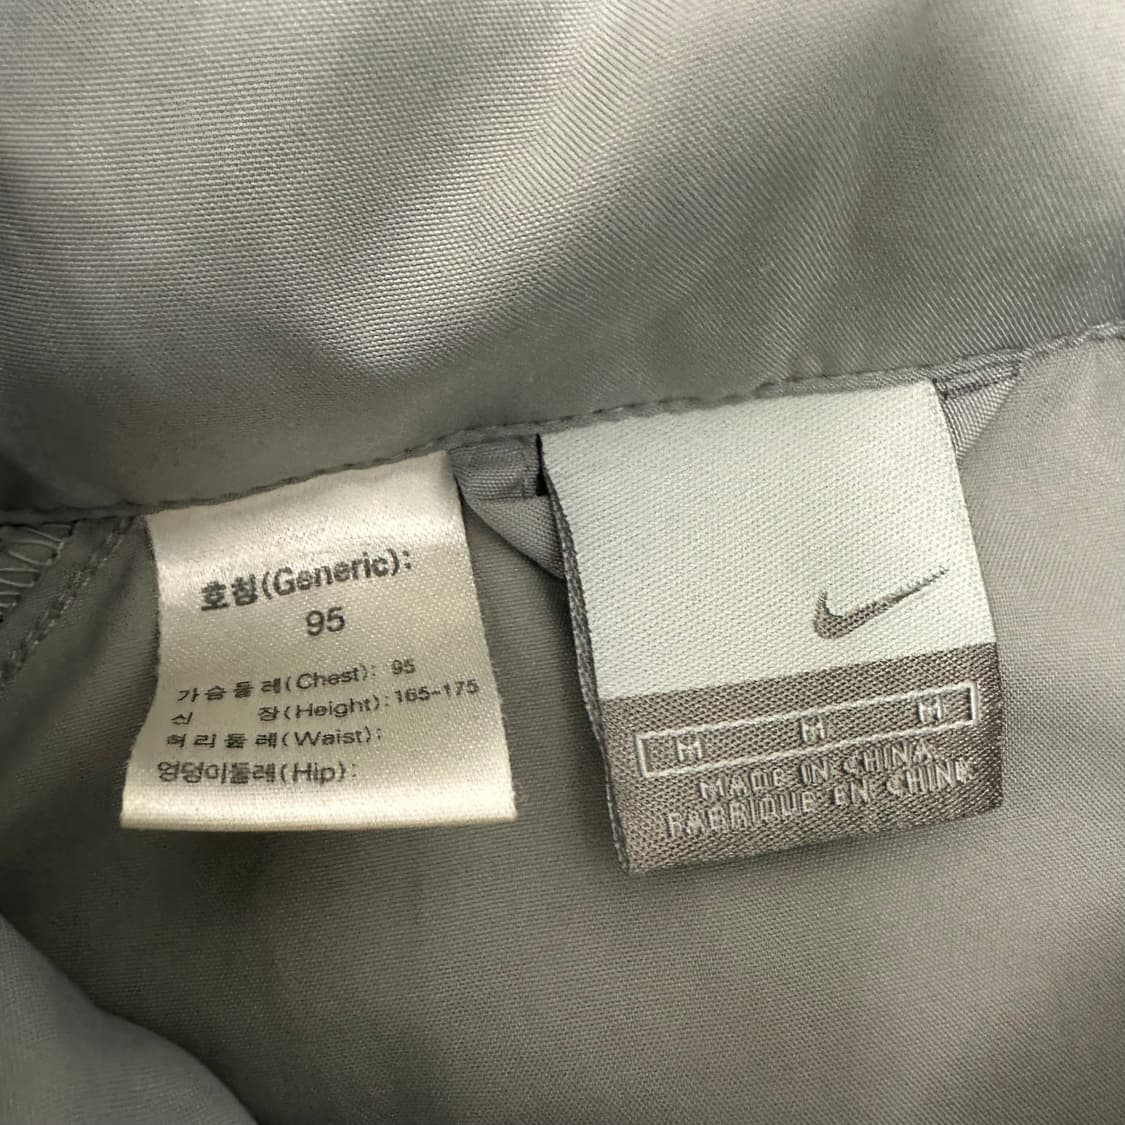 호칭(Generic):
95
가슴둘레(Chest): 95
신 장(Height): 165~175
허리둘레(Waist):
엉덩이둘레(Hip):
M M M
MADE IN CHINA
FABRIQUE EN CHINE